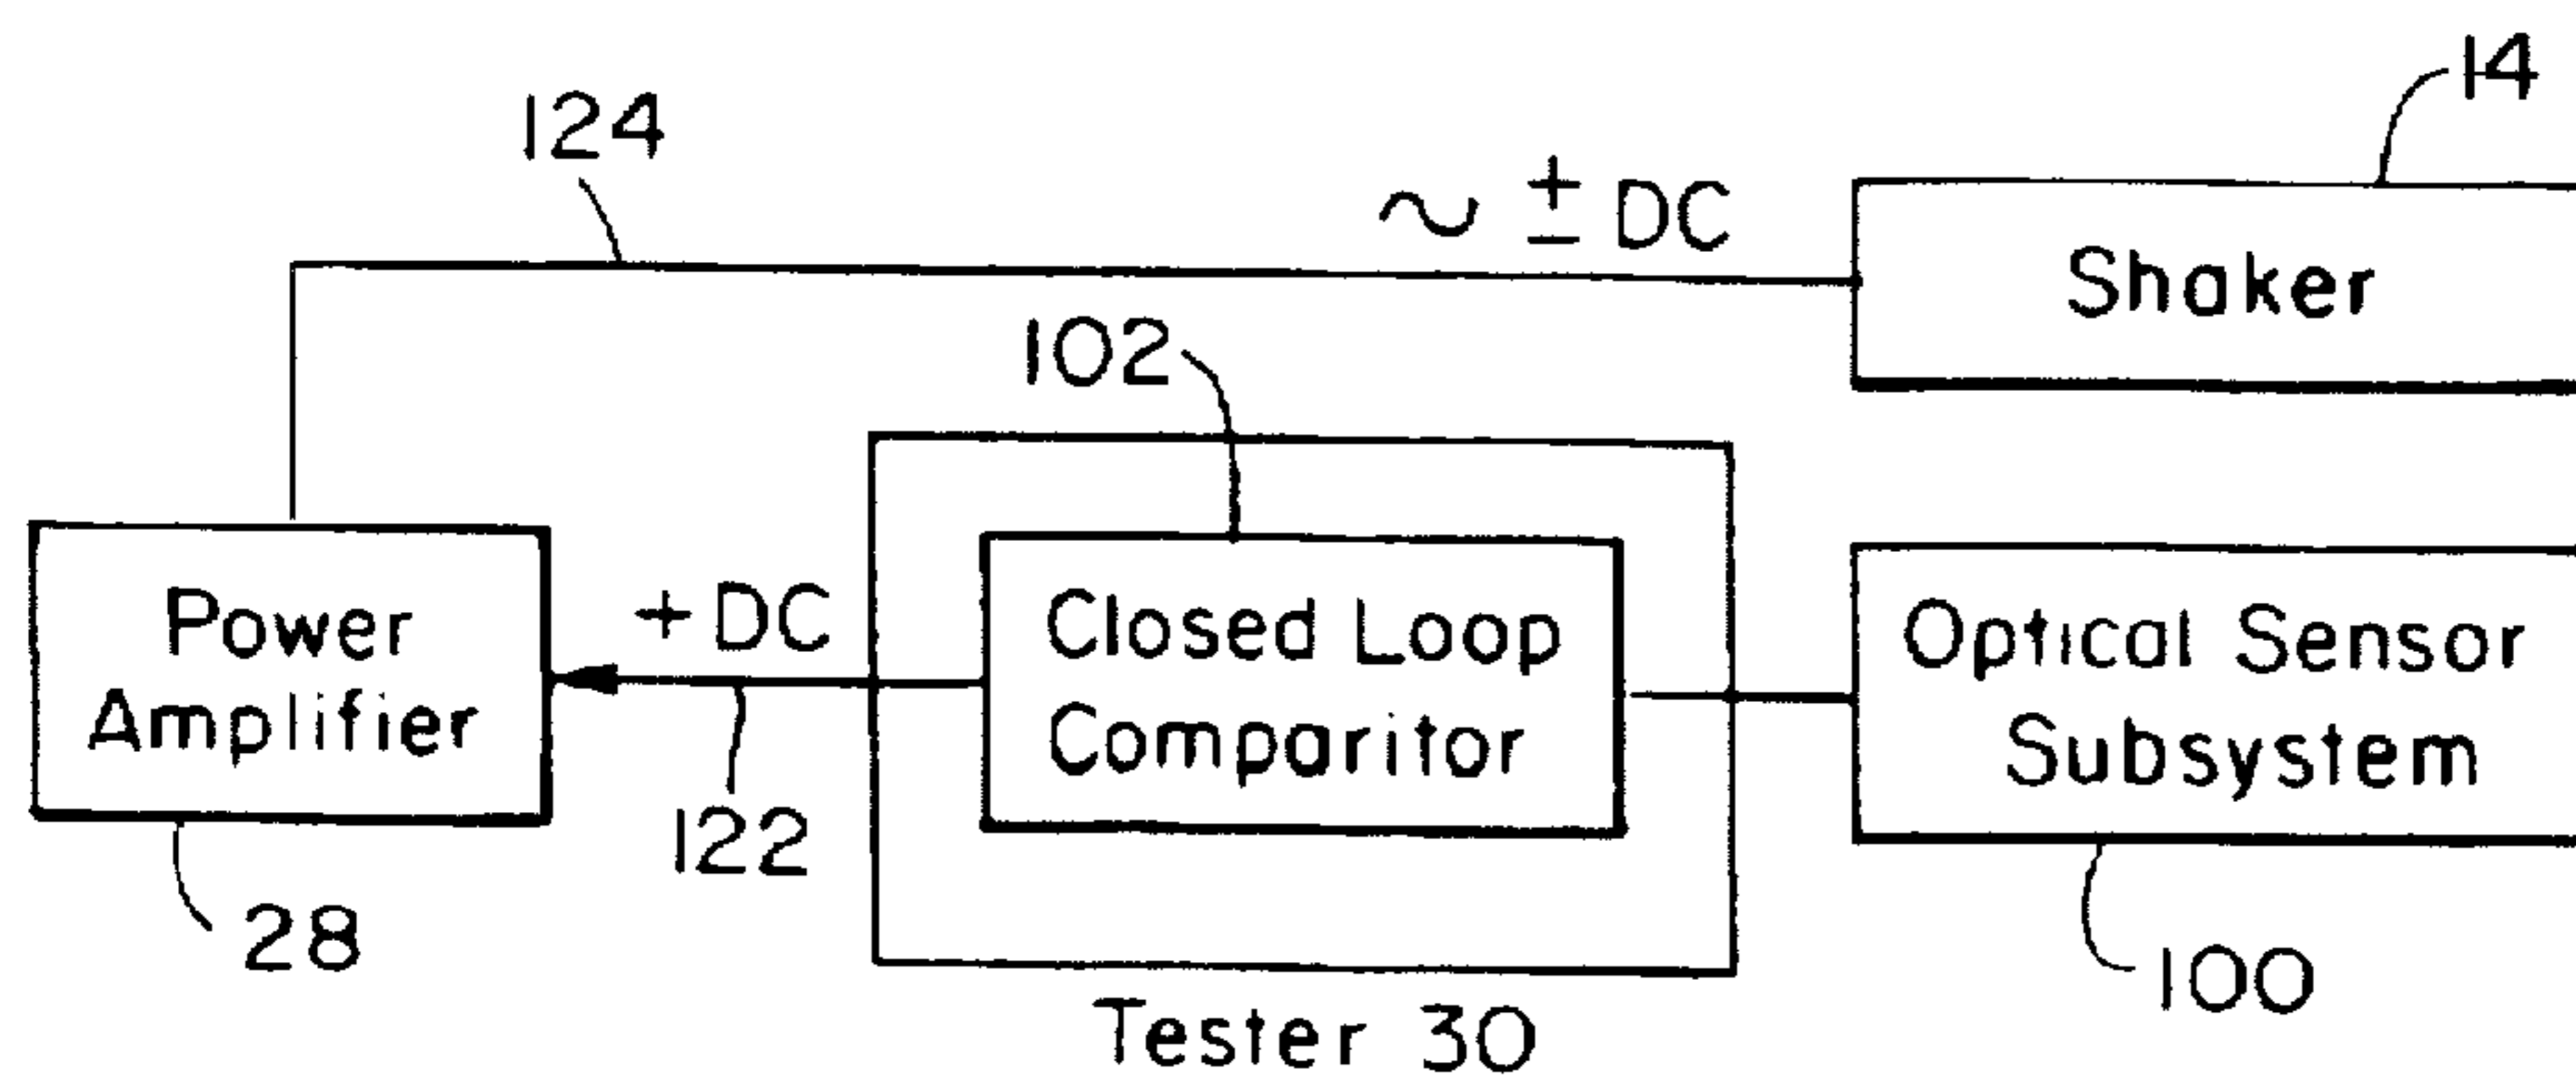 14
124
~ ± DC
Shaker
102
Power
Amplifier
+ DC
Closed Loop
Comparitor
Optical Sensor
Subsystem
122
28
100
Tester 30